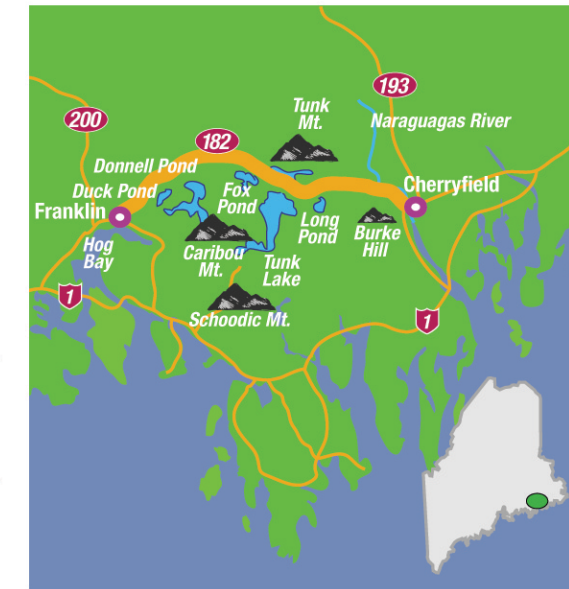 193
200
Tunk
Mt.
Naraguagas River
182
Donnell Pond
Duck Pond
Fox
Pond
Cherryfield
Franklin
Long
Pond
Burke
Hill
Hog
Bay
Caribou
Mt.
Tunk
Lake
1
Schoodic Mt.
1